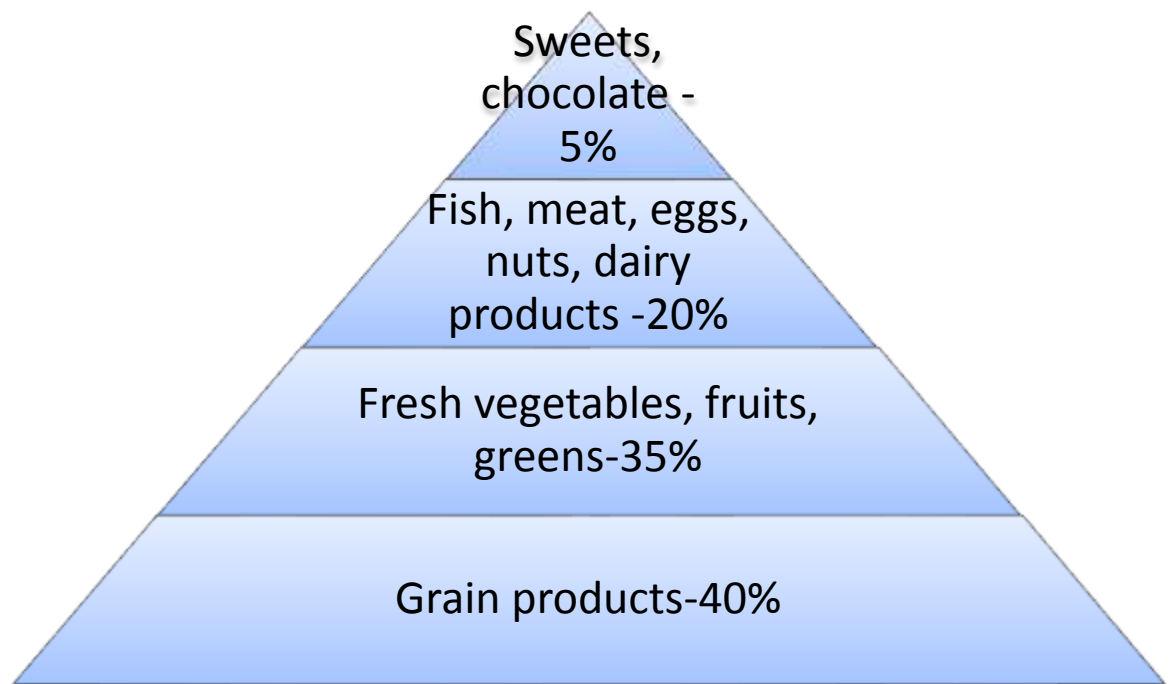 Sweets,
chocolate -
5%
Fish, meat, eggs,
nuts, dairy
products -20%
Fresh vegetables, fruits,
greens-35%
Grain products-40%